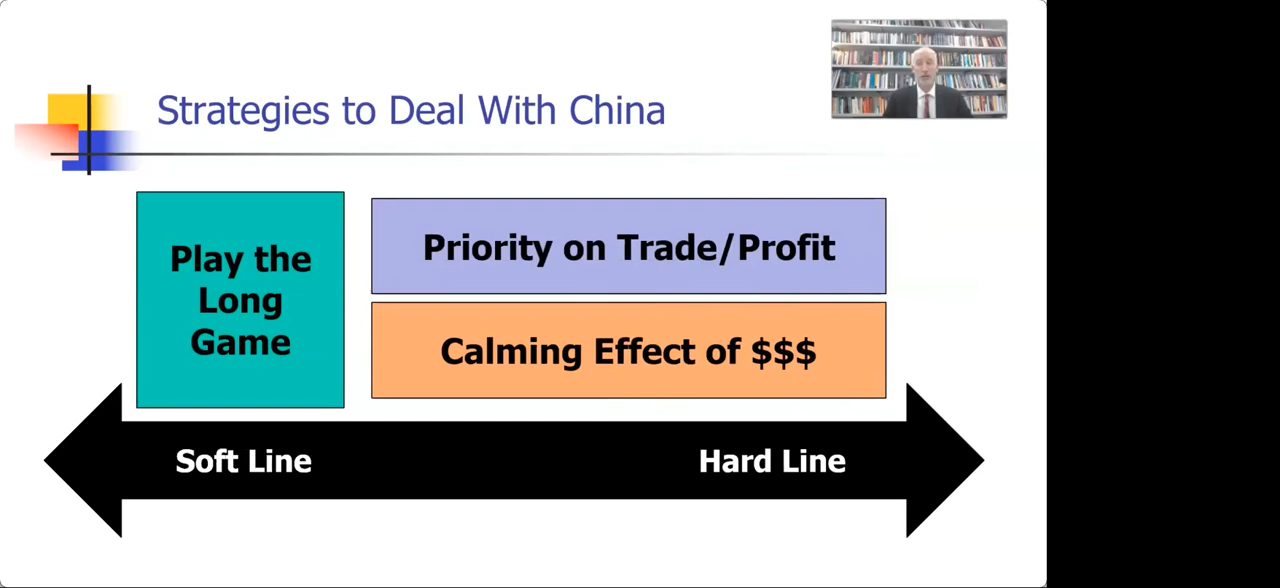 Strategies to Deal With China
Play the
Long
Game
Priority on Trade/Profit
Calming Effect of $$$
Soft Line
Hard Line